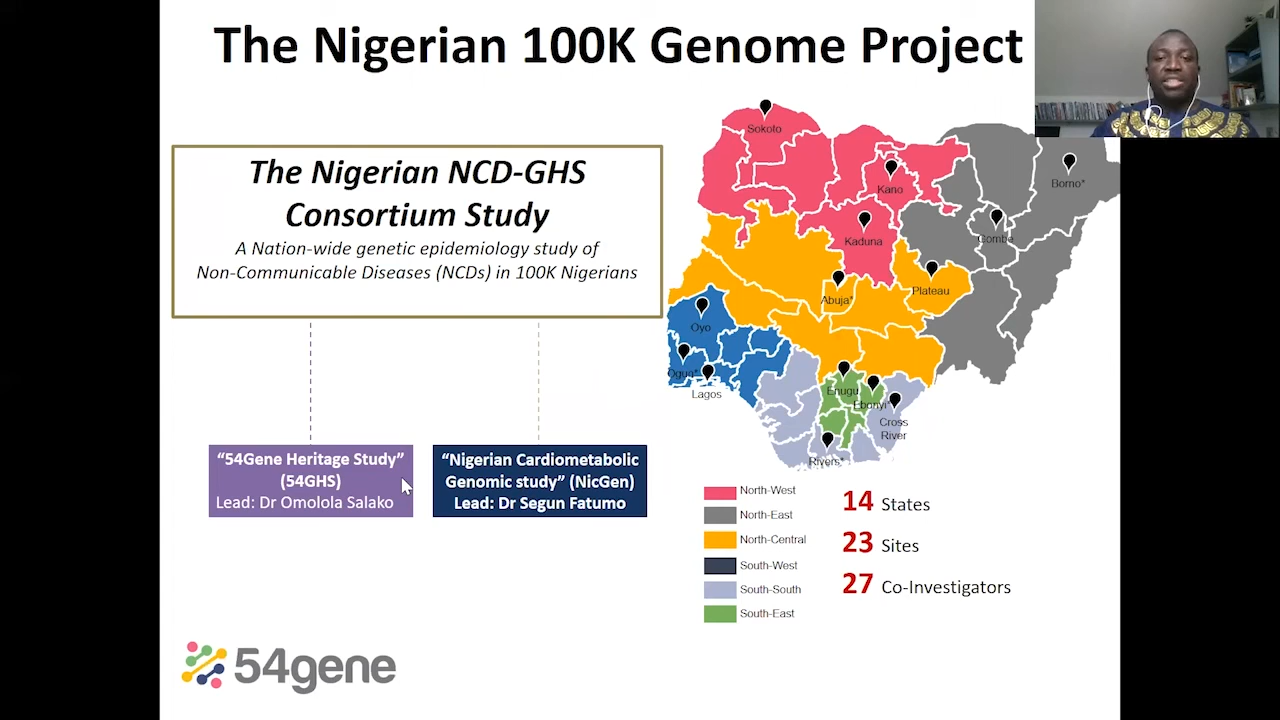 The Nigerian 100K Genome Project
The Nigerian NCD-GHS
Consortium Study
A Nation-wide genetic epidemiology study of
Non-Communicable Diseases (NCDs) in 100K Nigerians
“54Gene Heritage Study”
(54GHS)
Lead: Dr Omolola Salako
“Nigerian Cardiometabolic
Genomic study” (NicGen)
Lead: Dr Segun Fatumo
Sokoto
Kano
Borno*
Kaduna
Gombe
Abuja*
Plateau
Oyo
Ogun*
Lagos
Enugu
Ebonyi*
Cross
River
Rivers*
North-West
North-East
North-Central
South-West
South-South
South-East
14 States
23 Sites
27 Co-Investigators
54gene